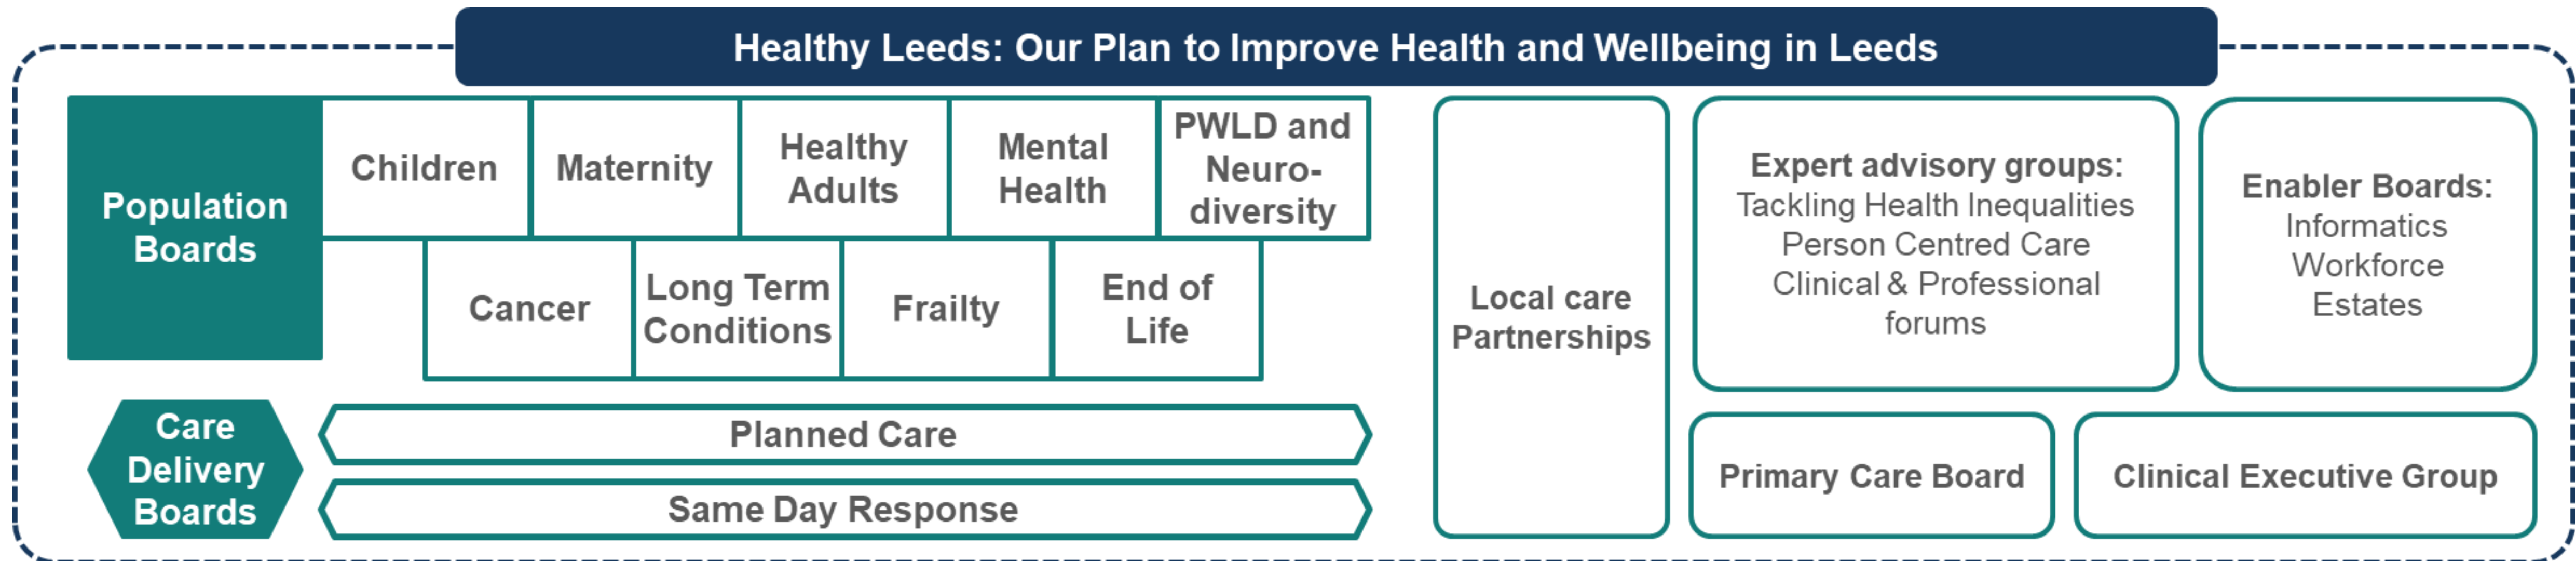 Healthy Leeds: Our Plan to Improve Health and Wellbeing in Leeds
Population
Boards
Children
Maternity
Healthy
Adults
Mental
Health
PWLD and
Neuro-
diversity
Cancer
Long Term
Conditions
Frailty
End of
Life
Care
Delivery
Boards
Planned Care
Same Day Response
Local care
Partnerships
Expert advisory groups:
Tackling Health Inequalities
Person Centred Care
Clinical & Professional
forums
Enabler Boards:
Informatics
Workforce
Estates
Primary Care Board
Clinical Executive Group